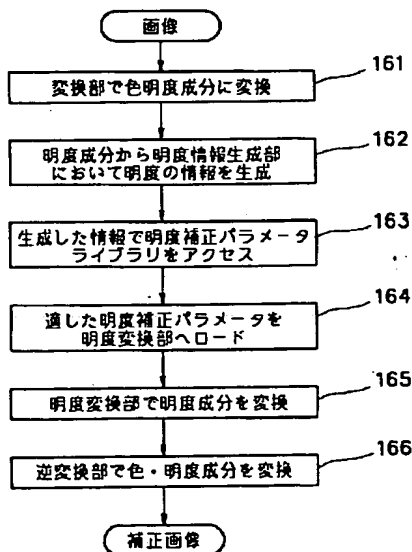 画像
161
変換部で色明度成分に変換
162
明度成分から明度情報生成部
において明度の情報を生成
163
生成した情報で明度補正パラメータ
ライブラリをアクセス
164
適した明度補正パラメータを
明度変換部へロード
165
明度変換部で明度成分を変換
166
逆変換部で色・明度成分を変換
補正画像